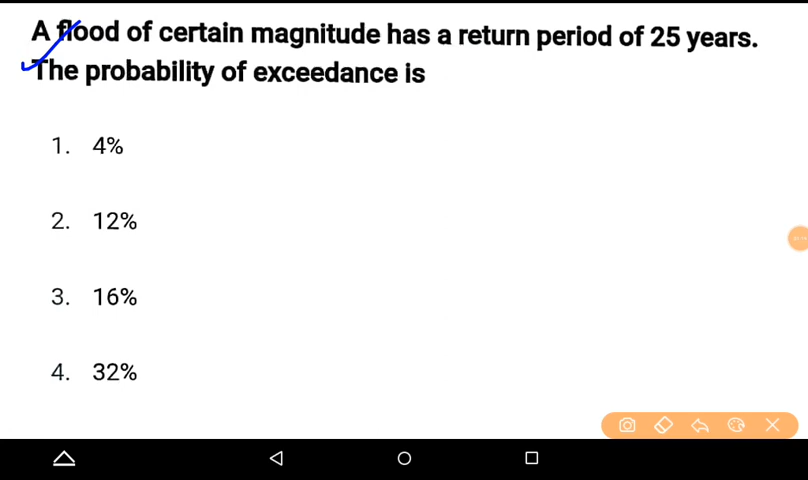 A flood of certain magnitude has a return period of 25 years.
The probability of exceedance is
1. 4%
2. 12%
3. 16%
4. 32%